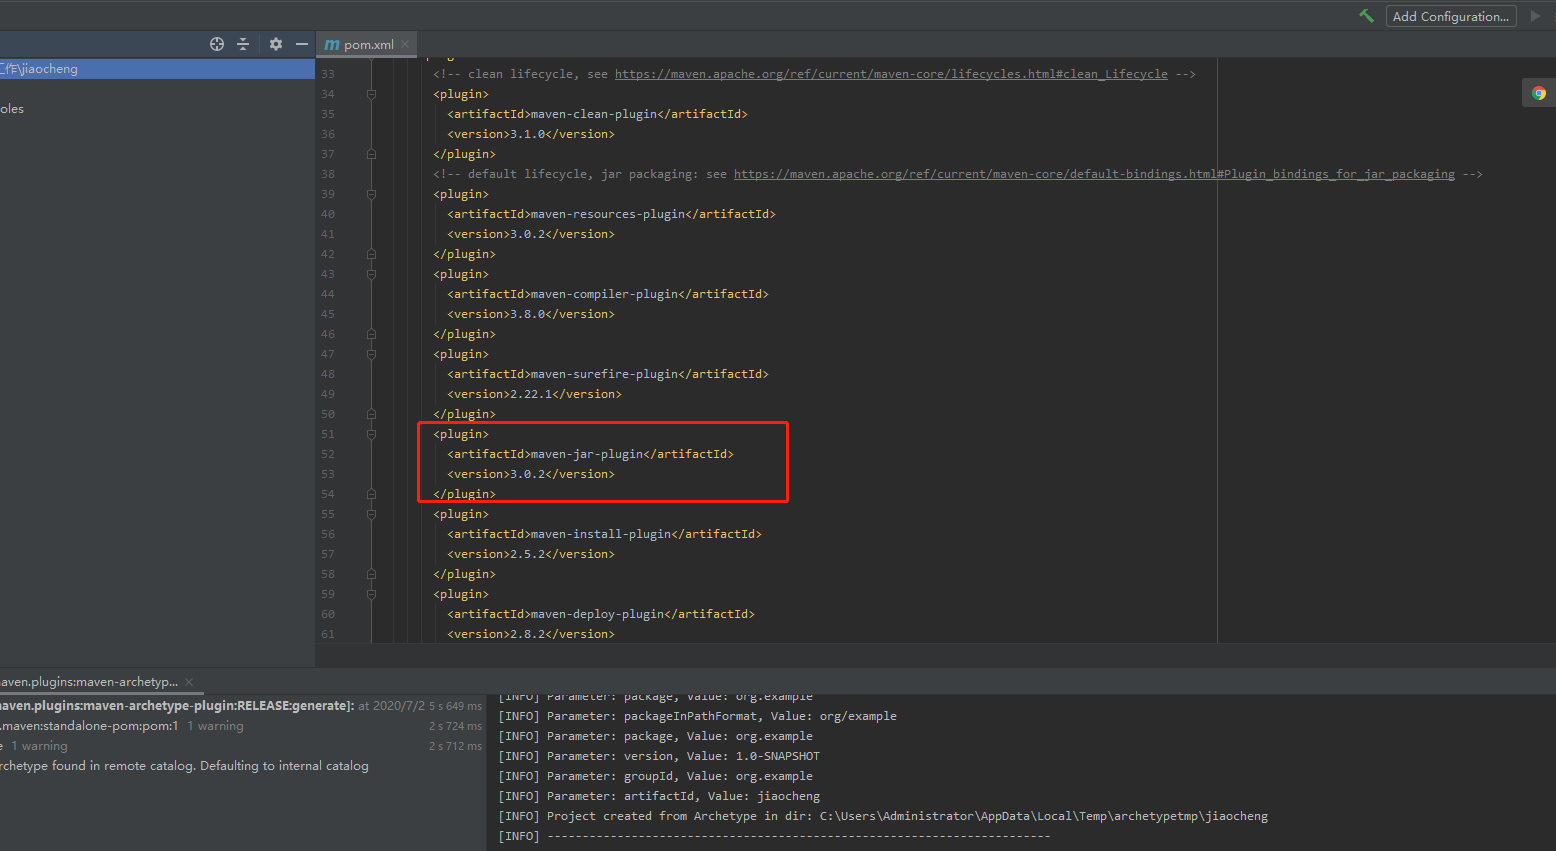 Add Configuration...
pom.xml
工作\jiaocheng
oles
33 <!-- clean lifecycle, see https://maven.apache.org/ref/current/maven-core/lifecycles.html#clean_Lifecycle -->
34 <plugin>
35 <artifactId>maven-clean-plugin</artifactId>
36 <version>3.1.0</version>
37 </plugin>
38 <!-- default lifecycle, jar packaging: see https://maven.apache.org/ref/current/maven-core/default-bindings.html#Plugin_bindings_for_jar_packaging -->
39 <plugin>
40 <artifactId>maven-resources-plugin</artifactId>
41 <version>3.0.2</version>
42 </plugin>
43 <plugin>
44 <artifactId>maven-compiler-plugin</artifactId>
45 <version>3.8.0</version>
46 </plugin>
47 <plugin>
48 <artifactId>maven-surefire-plugin</artifactId>
49 <version>2.22.1</version>
50 </plugin>
51 <plugin>
52 <artifactId>maven-jar-plugin</artifactId>
53 <version>3.0.2</version>
54 </plugin>
55 <plugin>
56 <artifactId>maven-install-plugin</artifactId>
57 <version>2.5.2</version>
58 </plugin>
59 <plugin>
60 <artifactId>maven-deploy-plugin</artifactId>
61 <version>2.8.2</version>
naven.plugins:maven-archetyp...
naven.plugins:maven-archetype-plugin:RELEASE:generate]: at 2020/7/2 5 s 649 ms
.maven:standalone-pom:pom:1 1 warning 2 s 724 ms
e 1 warning 2 s 712 ms
rchetype found in remote catalog. Defaulting to internal catalog
[INFO] Parameter: package, Value: org.example
[INFO] Parameter: packageInPathFormat, Value: org/example
[INFO] Parameter: package, Value: org.example
[INFO] Parameter: version, Value: 1.0-SNAPSHOT
[INFO] Parameter: groupId, Value: org.example
[INFO] Parameter: artifactId, Value: jiaocheng
[INFO] Project created from Archetype in dir: C:\Users\Administrator\AppData\Local\Temp\archetypetmp\jiaocheng
[INFO] ------------------------------------------------------------------------